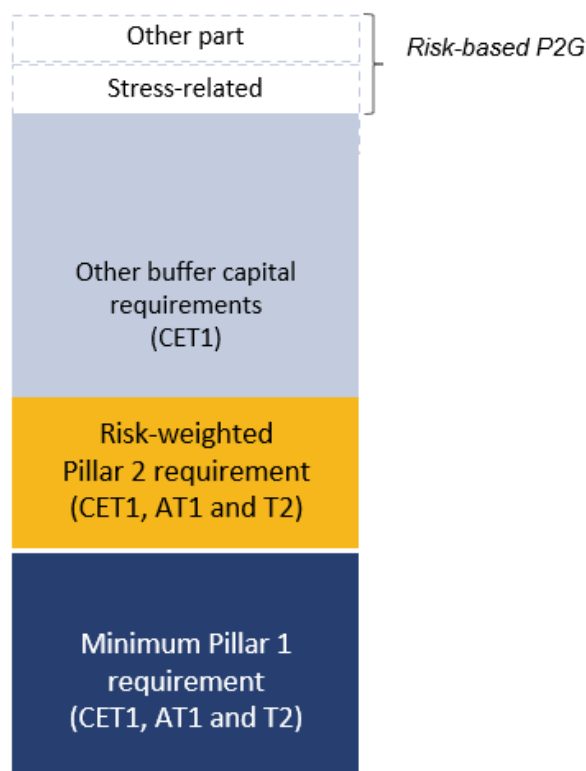 Other part
Risk-based P2G
Stress-related
Other buffer capital
requirements
(CET1)
Risk-weighted
Pillar 2 requirement
(CET1, AT1 and T2)
Minimum Pillar 1
requirement
(CET1, AT1 and T2)